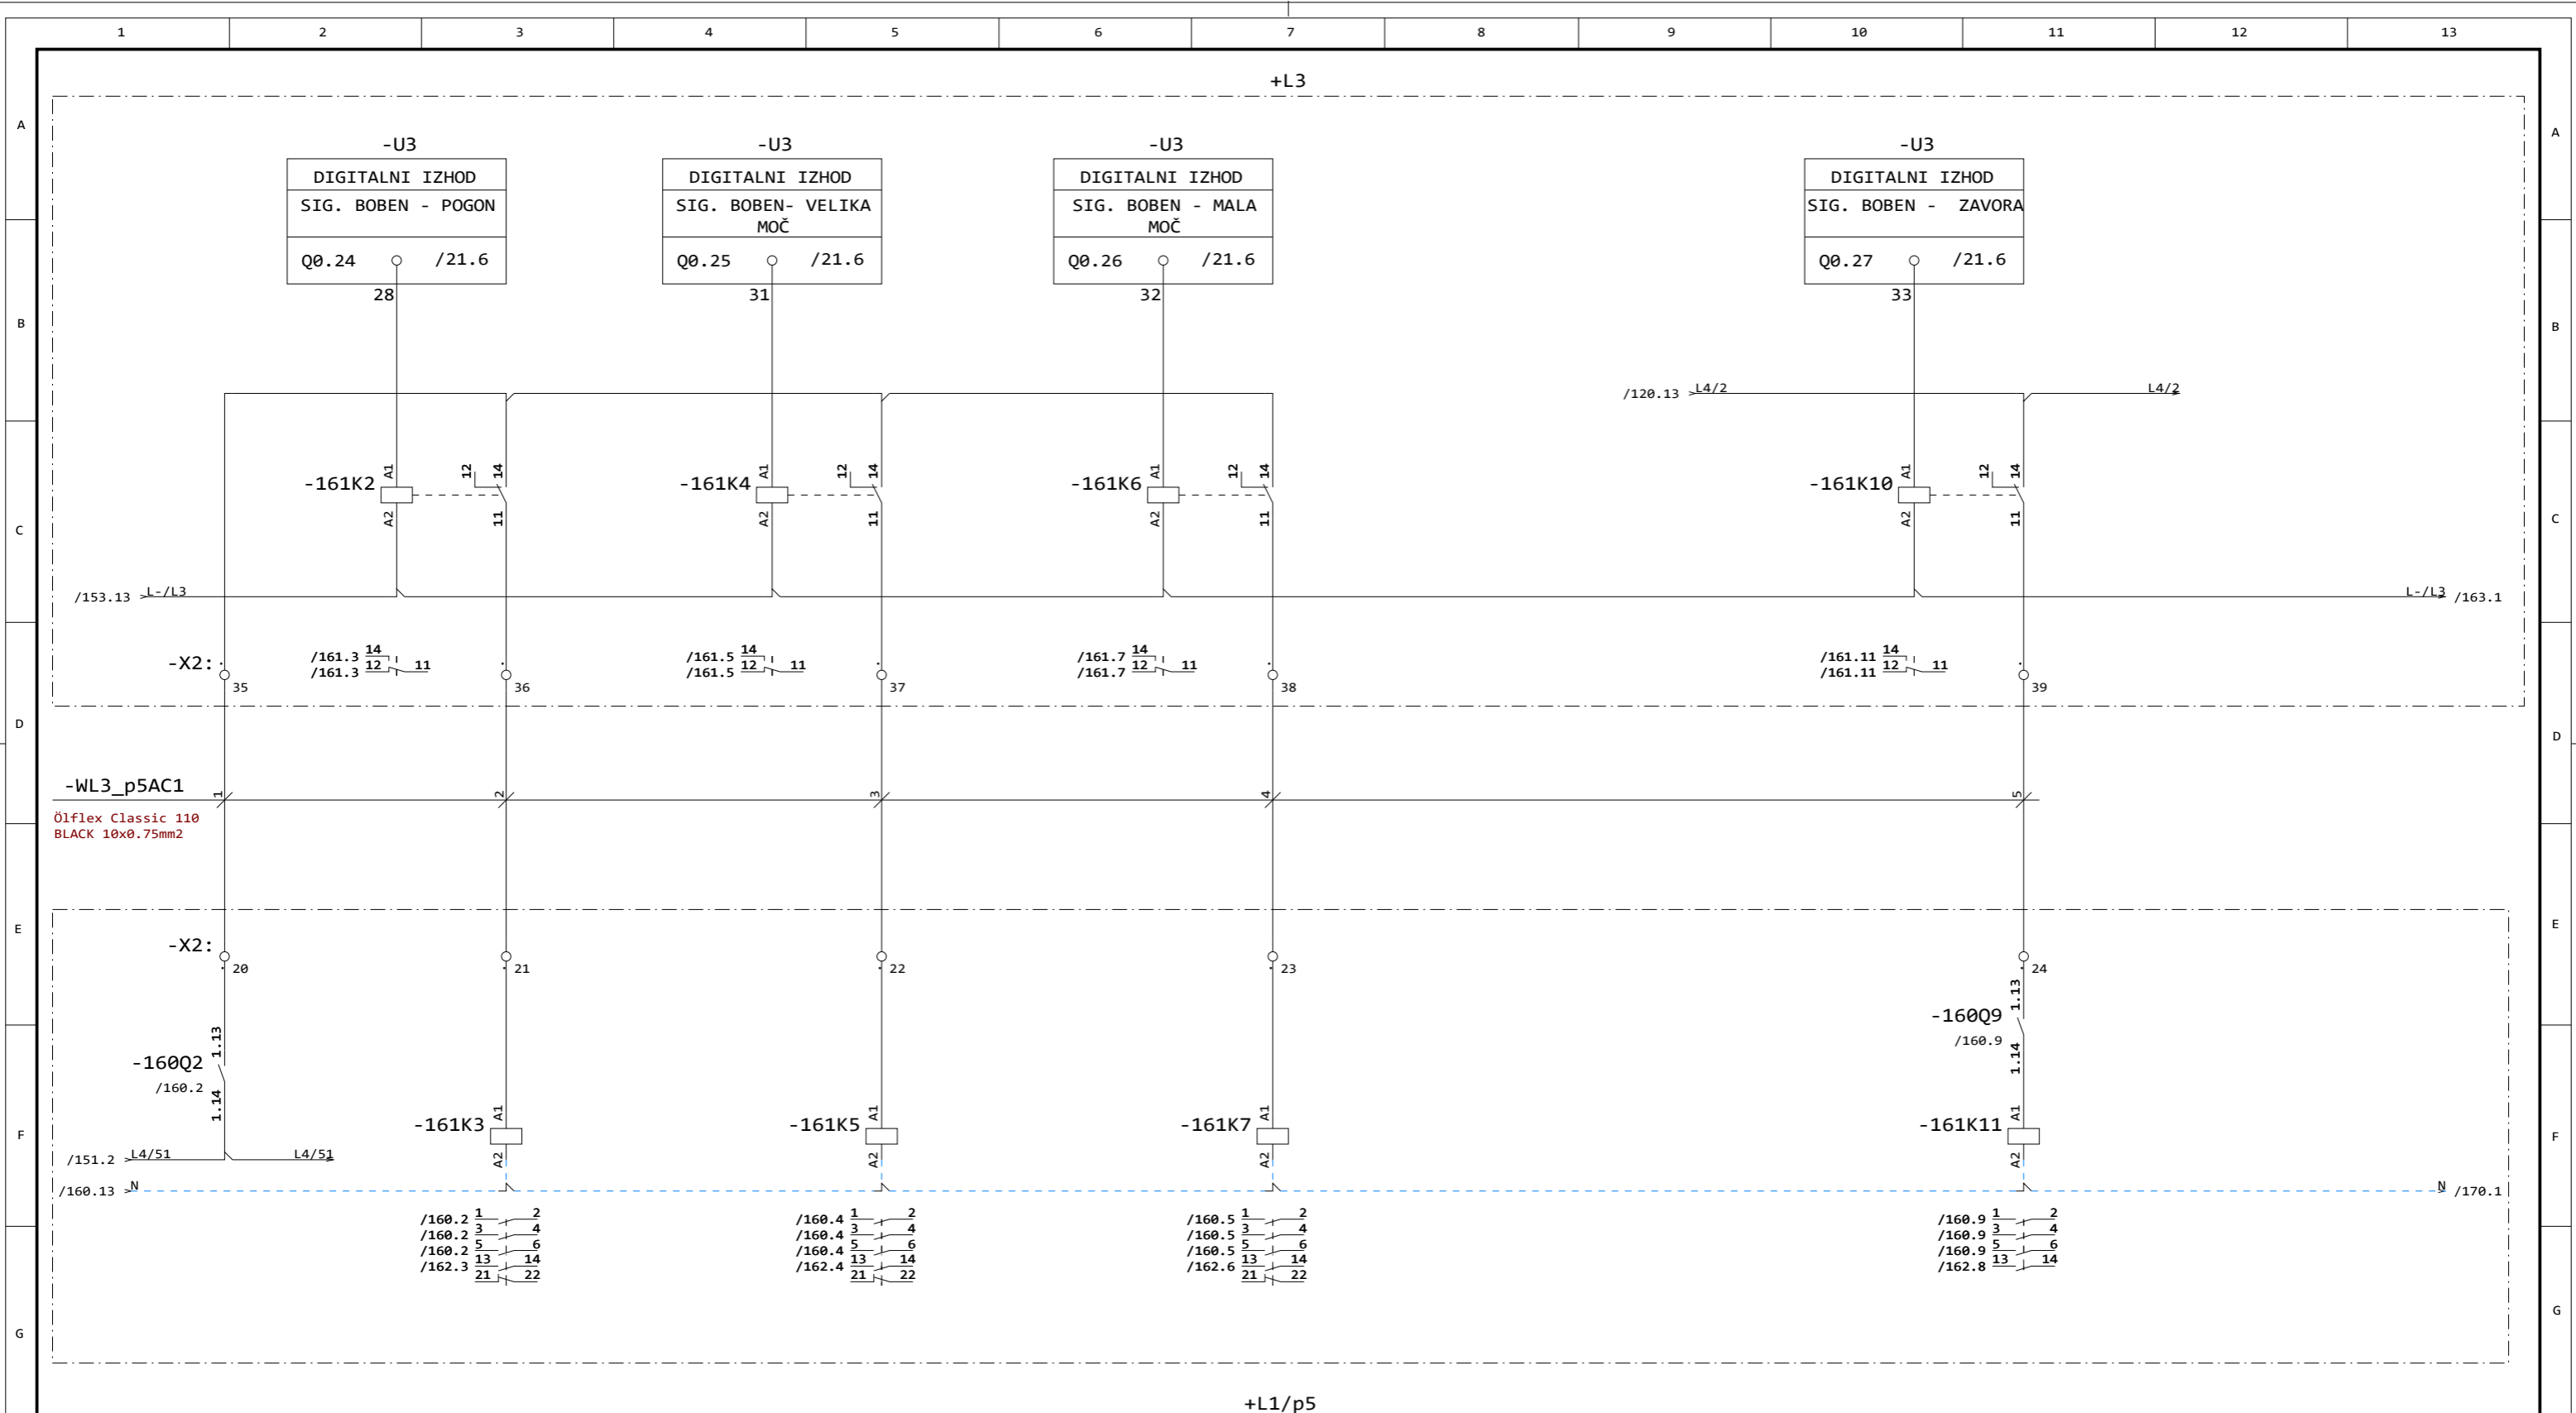 1 2 3 4 5 6 7 8 9 10 11 12 13
+L3
A A
-U3 -U3 -U3 -U3
DIGITALNI IZHOD DIGITALNI IZHOD DIGITALNI IZHOD DIGITALNI IZHOD
SIG. BOBEN - POGON SIG. BOBEN- VELIKA SIG. BOBEN - MALA SIG. BOBEN - ZAVORA
MOČ MOČ
Q0.24 /21.6 Q0.25 /21.6 Q0.26 /21.6 Q0.27 /21.6
28 31 32 33
B B
/120.13 L4/2 L4/2
A1 12 14 A1 12 14 A1 12 14 A1 12 14
-161K2 -161K4 -161K6 -161K10
A2 11 A2 11 A2 11 A2 11
C C
/153.13 L-/L3 L-/L3 /163.1
/161.3 14 /161.5 14 /161.7 14 /161.11 14
/161.3 12 11 /161.5 12 11 /161.7 12 11 /161.11 12 11
-X2: 35 36 37 38 39
D D
-WL3_p5AC1 1 2 3 4 5
Ölflex Classic 110
BLACK 10x0.75mm2
E E
-X2: 20 21 22 23 24
1.13 1.13
-160Q2 -160Q9
/160.2 /160.9
1.14 1.14
A1 A1 A1 A1
-161K3 -161K5 -161K7 -161K11
A2 A2 A2 A2
F F
/151.2 L4/51 L4/51
/160.13 N N /170.1
/160.2 1 2 /160.4 1 2 /160.5 1 2 /160.9 1 2
/160.2 3 4 /160.4 3 4 /160.5 3 4 /160.9 3 4
/160.2 5 6 /160.4 5 6 /160.5 5 6 /160.9 5 6
/162.3 13 14 /162.4 13 14 /162.6 13 14 /162.8 13 14
21 22 21 22 21 22
G G
+L1/p5